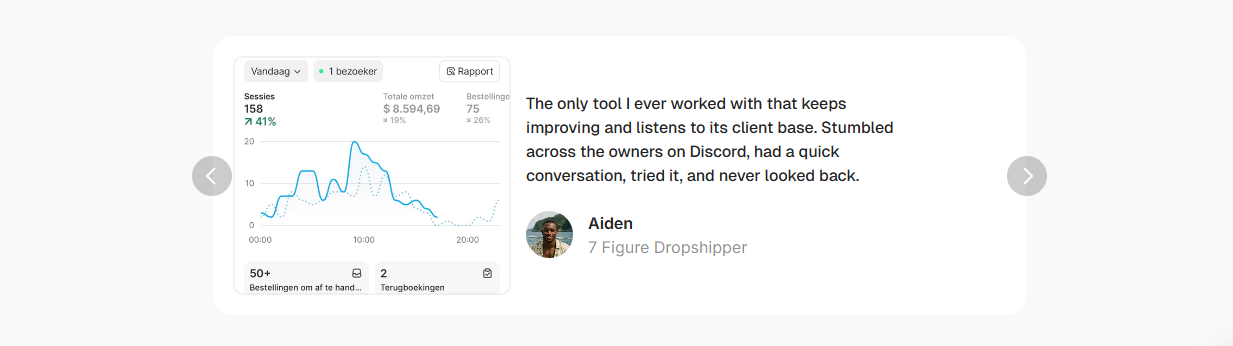 Vandaag
1 bezoeker
Rapport
Sessies
Totale omzet
Bestellinge
158
$ 8.594,69
75
41%
19%
26%
20
10
0
00:00
10:00
20:00
50+
2
Bestellingen om af te hand...
Terugboekingen
The only tool I ever worked with that keeps
improving and listens to its client base. Stumbled
across the owners on Discord, had a quick
conversation, tried it, and never looked back.
Aiden
7 Figure Dropshipper